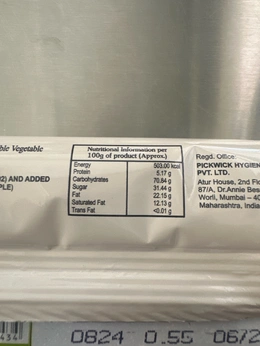 ble Vegetable
2) AND ADDED
PLE)
Nutritional Information per
100g of product (Approx.)
Energy 503.00 kcal
Protein 5.17 g
Carbohydrates 70.84 g
Sugar 31.44 g
Fat 22.15 g
Saturated Fat 12.13 g
Trans Fat <0.01 g
Regd. Office:
PICKWICK HYGIEN
PVT. LTD.
Atur House, 2nd Flo
87/A, Dr.Annie Bes
Worli, Mumbai – 40
Maharashtra, India
434
0824 0.55 06/2